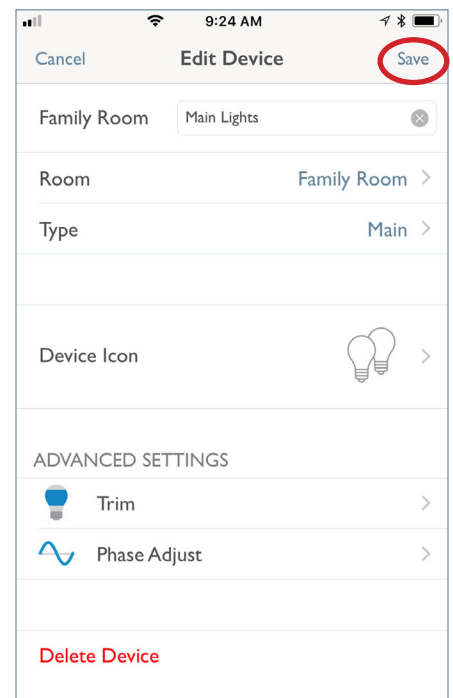 9:24 AM
Cancel Edit Device Save
Family Room Main Lights
Room Family Room
Type Main
Device Icon
ADVANCED SETTINGS
Trim
Phase Adjust
Delete Device